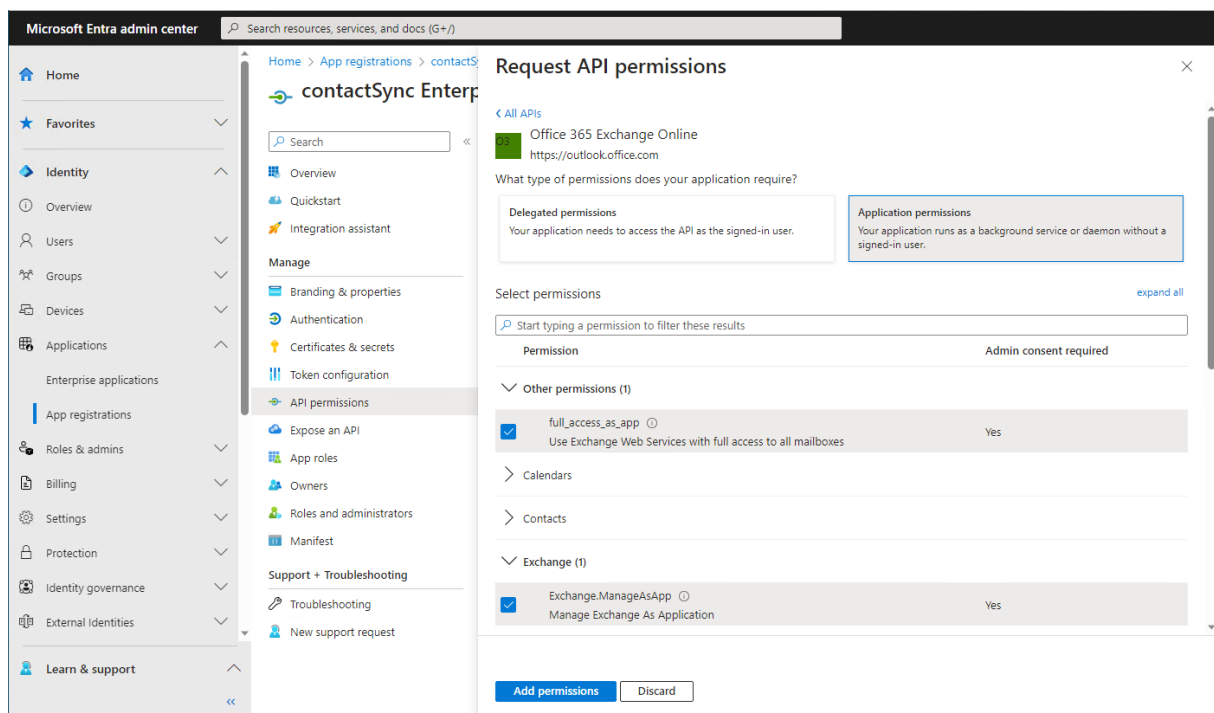 Microsoft Entra admin center
Search resources, services, and docs (G+/)
Home
Favorites
Identity
Overview
Users
Groups
Devices
Applications
Enterprise applications
App registrations
Roles & admins
Billing
Settings
Protection
Identity governance
External Identities
Learn & support
Home > App registrations > contactS
contactSync Enterp
Search
Overview
Quickstart
Integration assistant
Manage
Branding & properties
Authentication
Certificates & secrets
Token configuration
API permissions
Expose an API
App roles
Owners
Roles and administrators
Manifest
Support + Troubleshooting
Troubleshooting
New support request
Request API permissions
All APIs
O3
Office 365 Exchange Online
https://outlook.office.com
What type of permissions does your application require?
Delegated permissions
Your application needs to access the API as the signed-in user.
Application permissions
Your application runs as a background service or daemon without a
signed-in user.
Select permissions
expand all
Start typing a permission to filter these results
Permission
Admin consent required
Other permissions (1)
full_access_as_app
Use Exchange Web Services with full access to all mailboxes
Yes
Calendars
Contacts
Exchange (1)
Exchange.ManageAsApp
Manage Exchange As Application
Yes
Add permissions
Discard